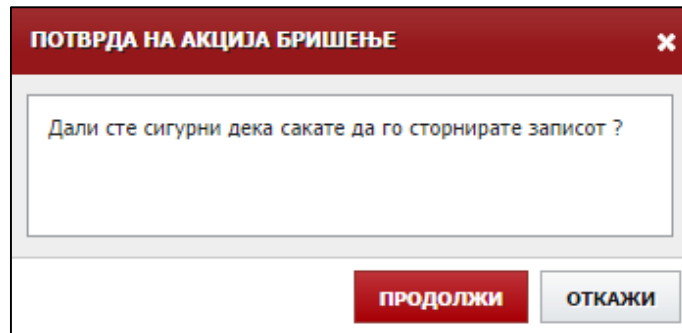 ПОТВРДА НА АКЦИЈА БРИШЕЊЕ
Дали сте сигурни дека сакате да го сторнирате записот ?
ПРОДОЛЖИ ОТКАЖИ